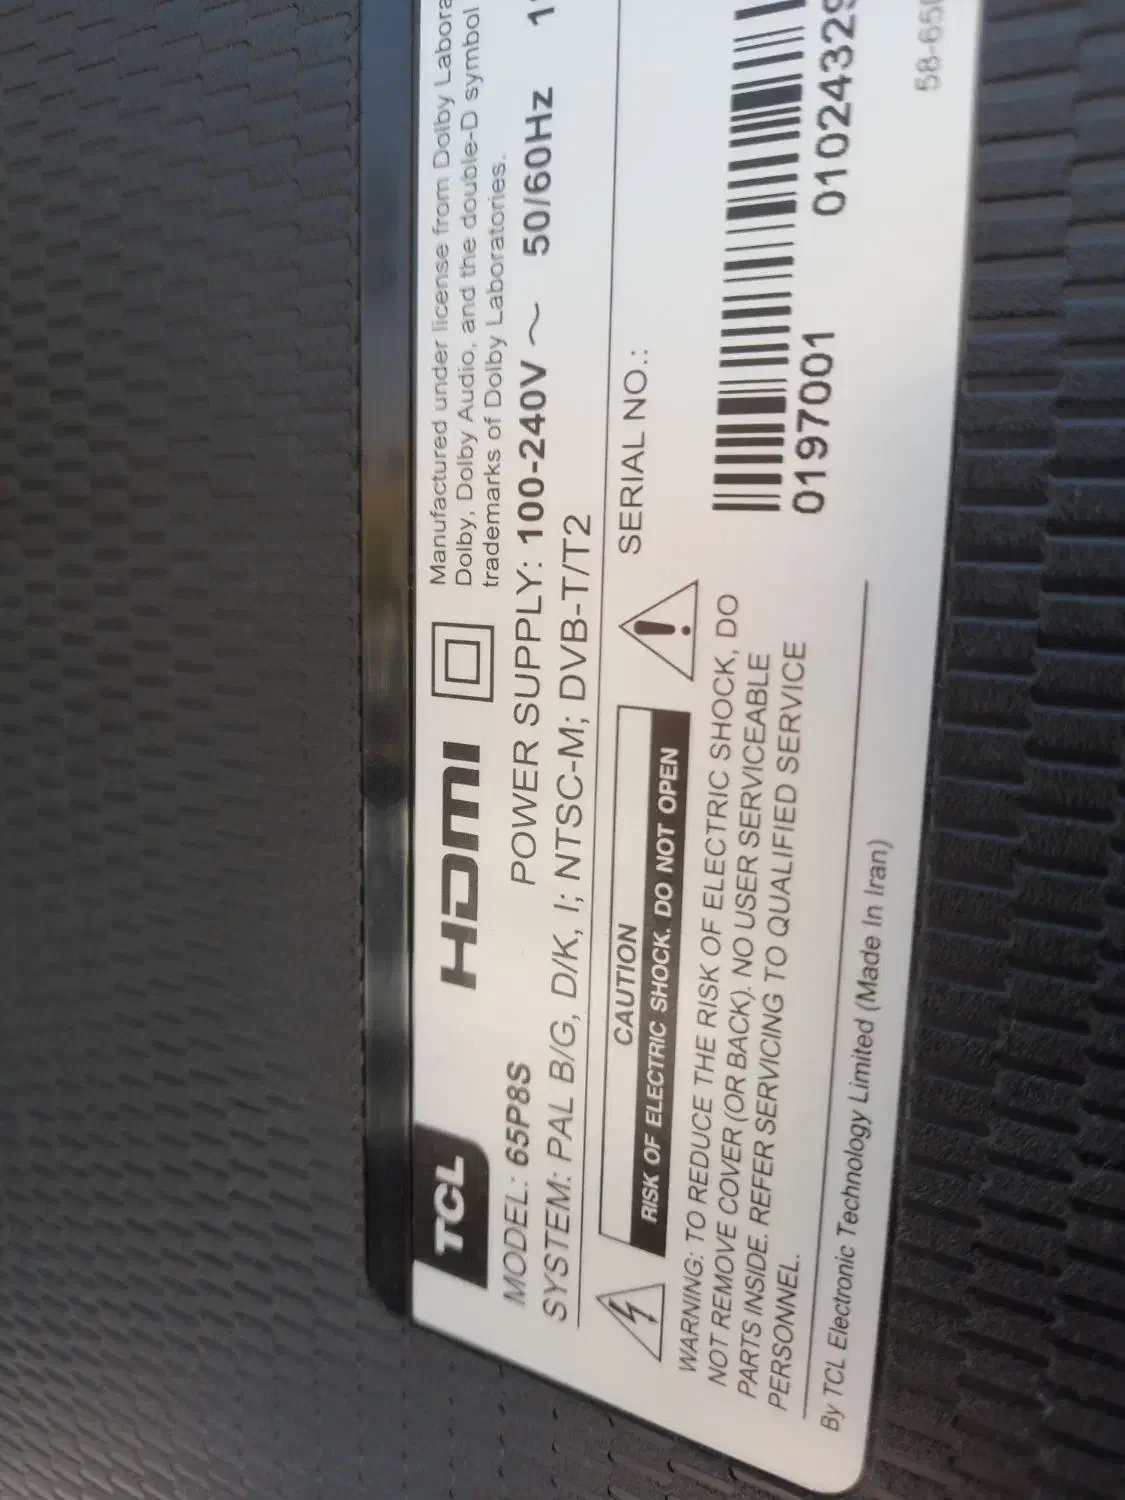 TCL
HDMI
Manufactured under license from Dolby
Dolby, Dolby Audio, and the double-D symbol
trademarks of Dolby Laboratories.
MODEL: 65P8S
POWER SUPPLY: 100-240V ~ 50/60Hz
SYSTEM: PAL B/G, D/K, I; NTSC-M; DVB-T/T2
CAUTION
RISK OF ELECTRIC SHOCK. DO NOT OPEN
WARNING: TO REDUCE THE RISK OF ELECTRIC SHOCK, DO
NOT REMOVE COVER (OR BACK). NO USER SERVICEABLE
PARTS INSIDE. REFER SERVICING TO QUALIFIED SERVICE
PERSONNEL.
SERIAL NO.:
0197001 0102432
By TCL Electronic Technology Limited (Made In Iran)